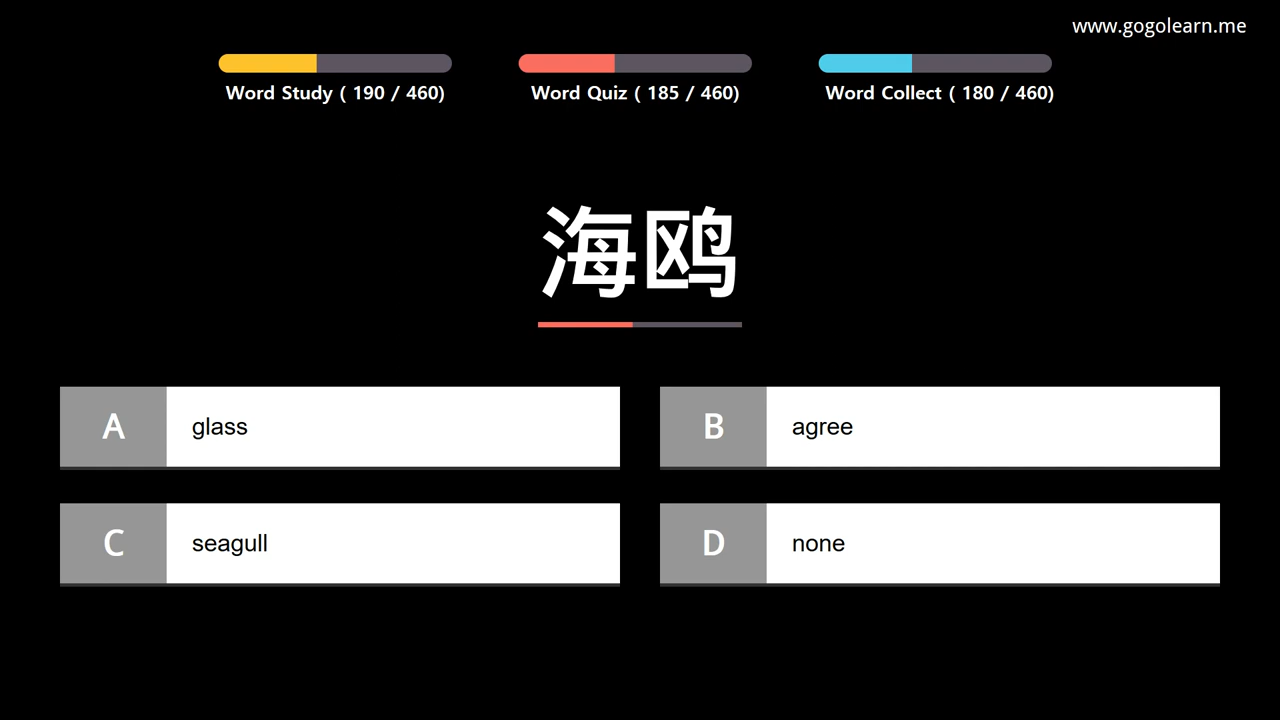 www.gogolearn.me
Word Study ( 190 / 460)
Word Quiz ( 185 / 460)
Word Collect ( 180 / 460)
海鸥
A glass
B agree
C seagull
D none